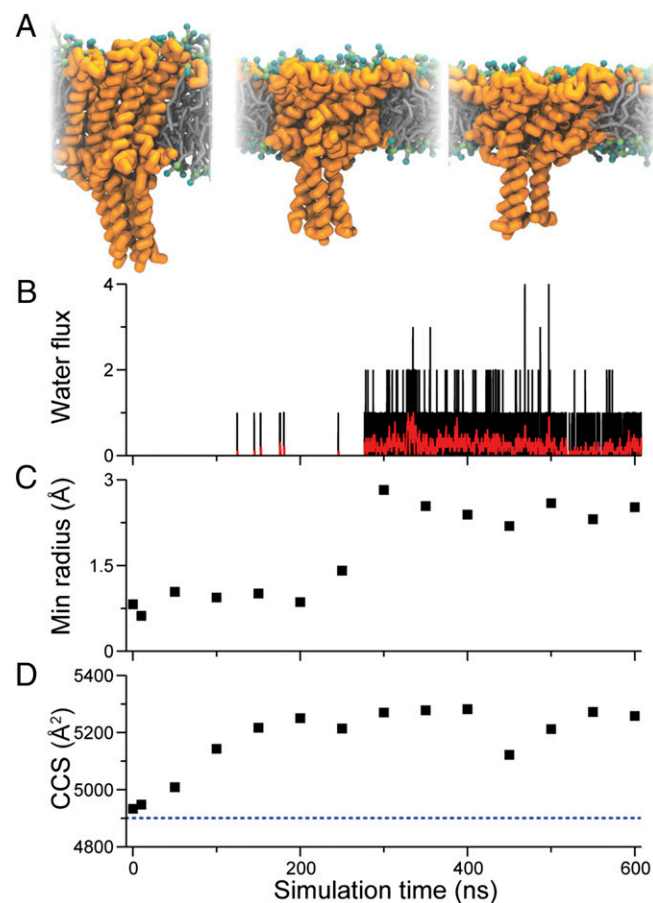 A
B
Water flux
4
2
0
C
Min radius (Å)
3
1.5
0
D
CCS (Å²)
5400
5200
5000
4800
0 200 400 600
Simulation time (ns)